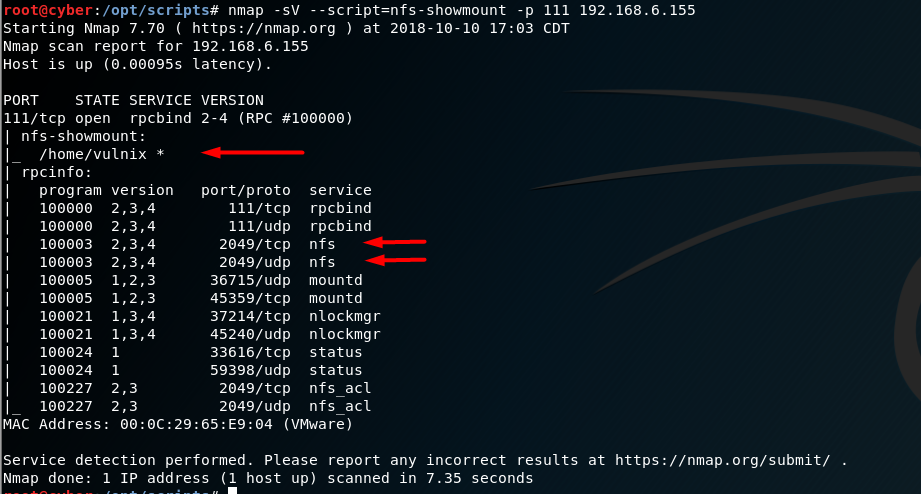 root@cyber:/opt/scripts# nmap -sV --script=nfs-showmount -p 111 192.168.6.155
Starting Nmap 7.70 ( https://nmap.org ) at 2018-10-10 17:03 CDT
Nmap scan report for 192.168.6.155
Host is up (0.00095s latency).

PORT    STATE SERVICE VERSION
111/tcp open  rpcbind 2-4 (RPC #100000)
| nfs-showmount:
|_  /home/vulnix *
| rpcinfo:
|   program version   port/proto  service
|   100000  2,3,4        111/tcp  rpcbind
|   100000  2,3,4        111/udp  rpcbind
|   100003  2,3,4       2049/tcp  nfs
|   100003  2,3,4       2049/udp  nfs
|   100005  1,2,3      36715/udp  mountd
|   100005  1,2,3      45359/tcp  mountd
|   100021  1,3,4      37214/tcp  nlockmgr
|   100021  1,3,4      45240/udp  nlockmgr
|   100024  1          33616/tcp  status
|   100024  1          59398/udp  status
|   100227  2,3         2049/tcp  nfs_acl
|_  100227  2,3         2049/udp  nfs_acl
MAC Address: 00:0C:29:65:E9:04 (VMware)

Service detection performed. Please report any incorrect results at https://nmap.org/submit/ .
Nmap done: 1 IP address (1 host up) scanned in 7.35 seconds
root@cyber:/opt/scripts#